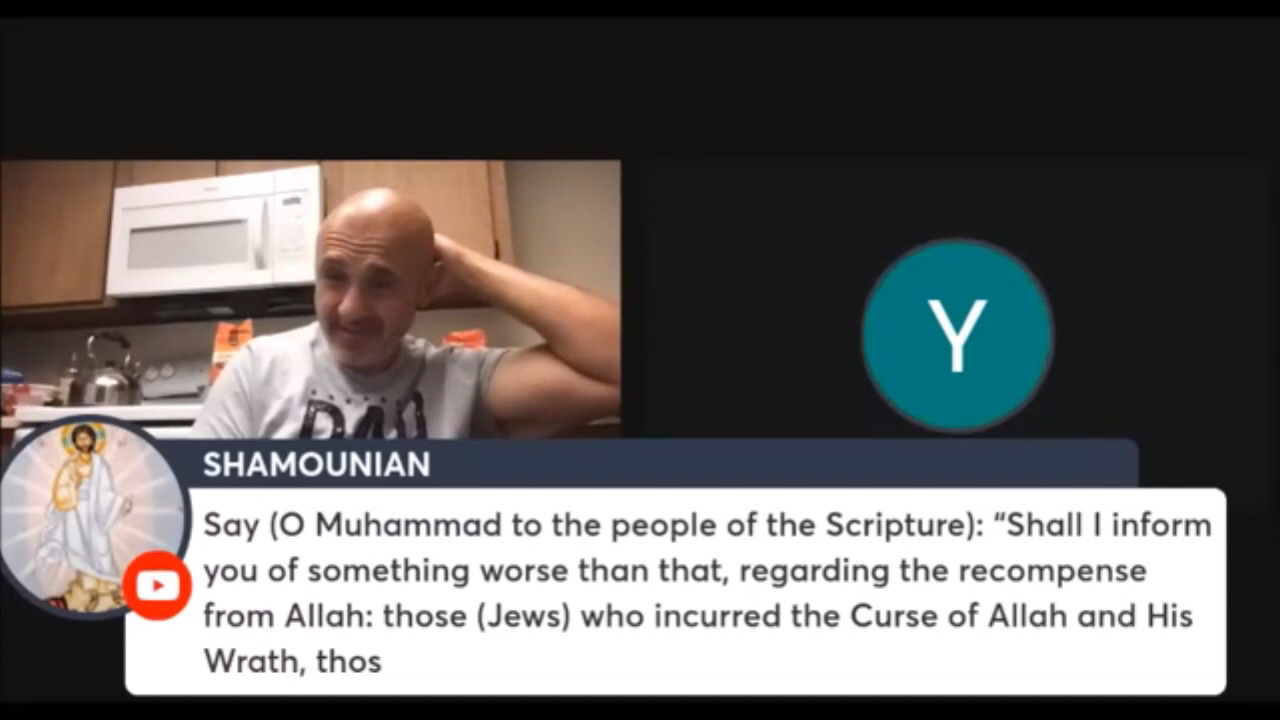 DAD
Y
SHAMOUNIAN
Say (O Muhammad to the people of the Scripture): “Shall I inform
you of something worse than that, regarding the recompense
from Allah: those (Jews) who incurred the Curse of Allah and His
Wrath, thos